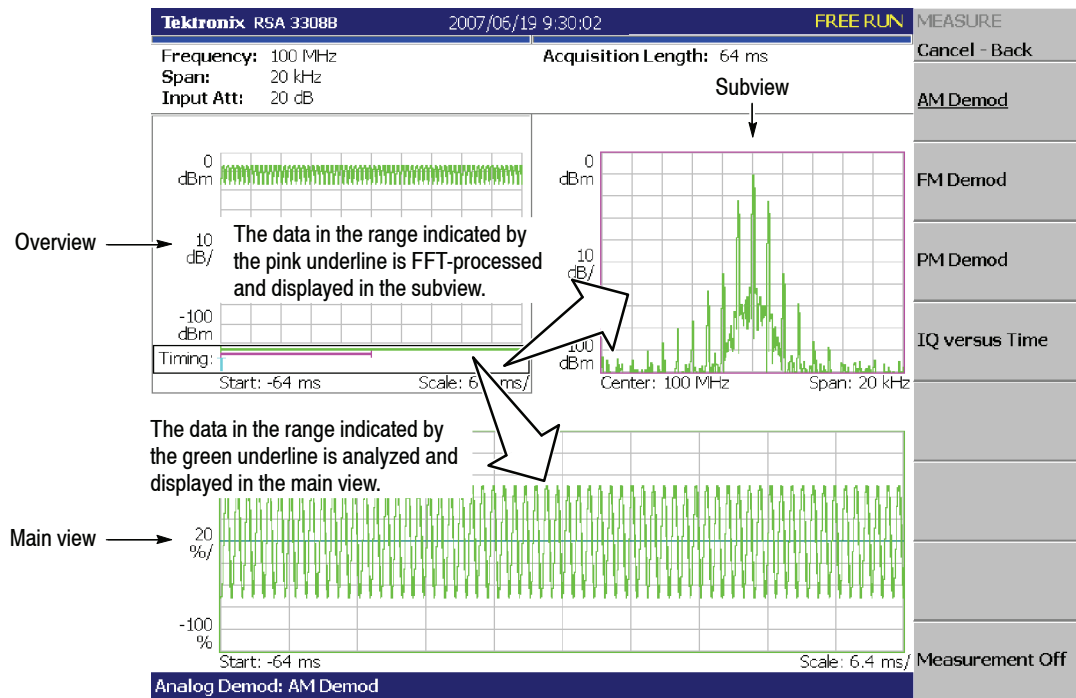 Tektronix RSA 3308B 2007/06/19 9:30:02 FREE RUN
MEASURE
Cancel - Back
Frequency: 100 MHz
Span: 20 kHz
Input Att: 20 dB
Acquisition Length: 64 ms
Subview
AM Demod
FM Demod
PM Demod
IQ versus Time
Measurement Off
Overview
0
dBm
10
dB/
-100
dBm
The data in the range indicated by
the pink underline is FFT-processed
and displayed in the subview.
Timing:
Start: -64 ms Scale: ms/
0
dBm
10
dB/
dBm
Center: 100 MHz Span: 20 kHz
The data in the range indicated by
the green underline is analyzed and
displayed in the main view.
Main view
20
%/
-100
%
Start: -64 ms Scale: 6.4 ms/
Analog Demod: AM Demod